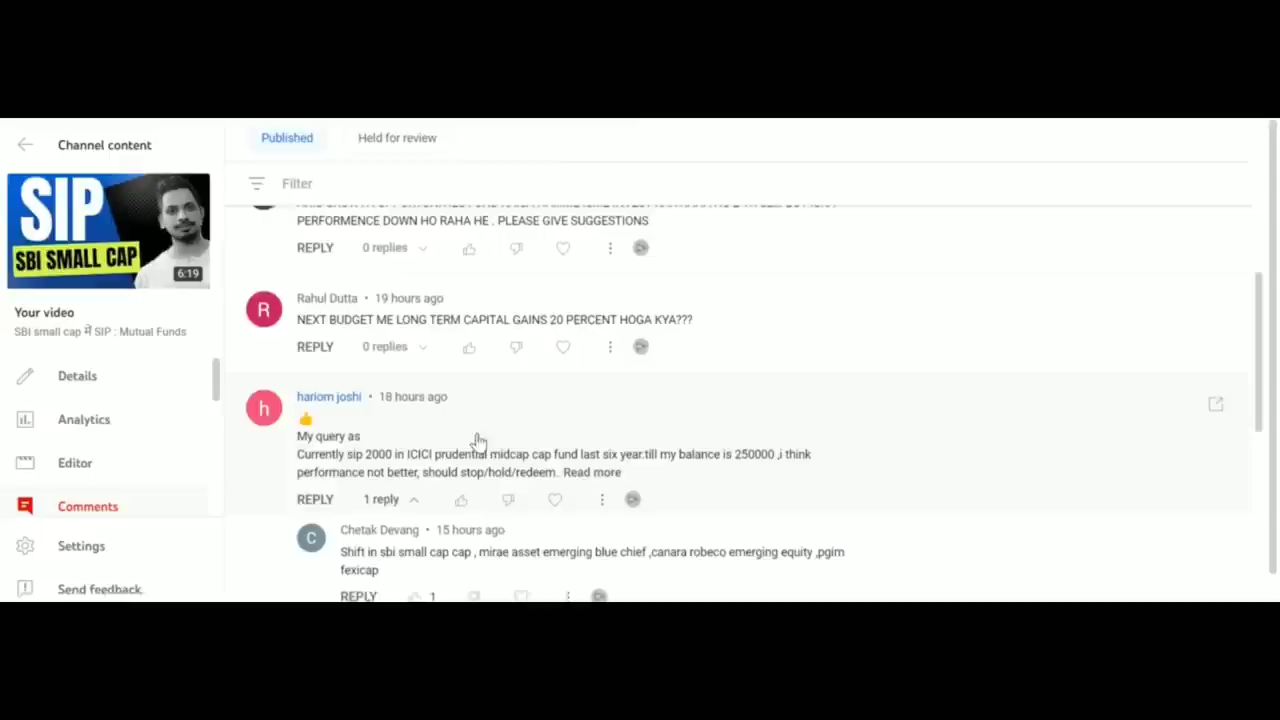 Channel content
SIP
SBI SMALL CAP
6:19
Your video
SBI small cap में SIP : Mutual Funds
Details
Analytics
Editor
Comments
Settings
Send feedback
Published
Held for review
Filter
PERFORMENCE DOWN HO RAHA HE . PLEASE GIVE SUGGESTIONS
REPLY 0 replies
R
Rahul Dutta • 19 hours ago
NEXT BUDGET ME LONG TERM CAPITAL GAINS 20 PERCENT HOGA KYA???
REPLY 0 replies
h
hariom joshi • 18 hours ago
👍
My query as
Currently sip 2000 in ICICI prudential midcap cap fund last six year.till my balance is 250000 ,i think
performance not better, should stop/hold/redeem. Read more
REPLY 1 reply
C
Chetak Devang • 15 hours ago
Shift in sbi small cap cap , mirae asset emerging blue chief ,canara robeco emerging equity ,pgim
fexicap
REPLY 1